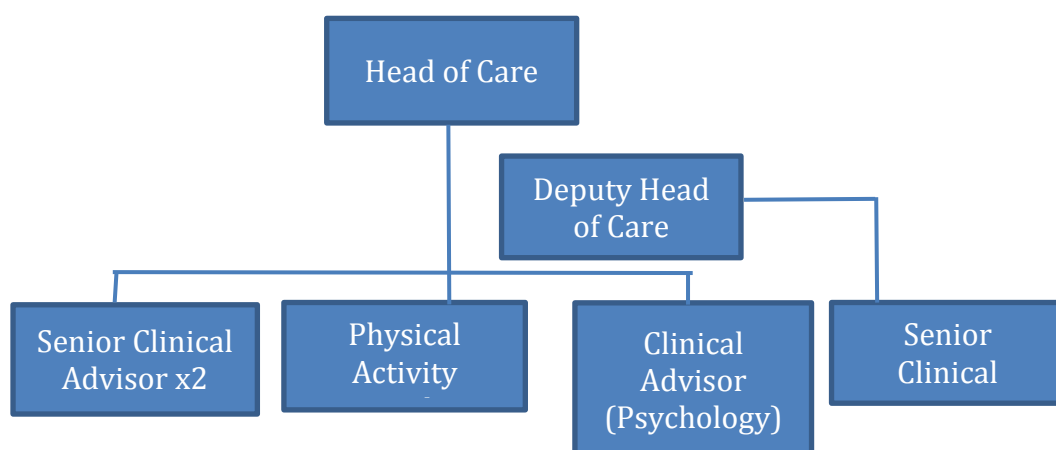 Head of Care
Deputy Head
of Care
Senior Clinical
Advisor x2
Physical
Activity
Clinical
Advisor
(Psychology)
Senior
Clinical